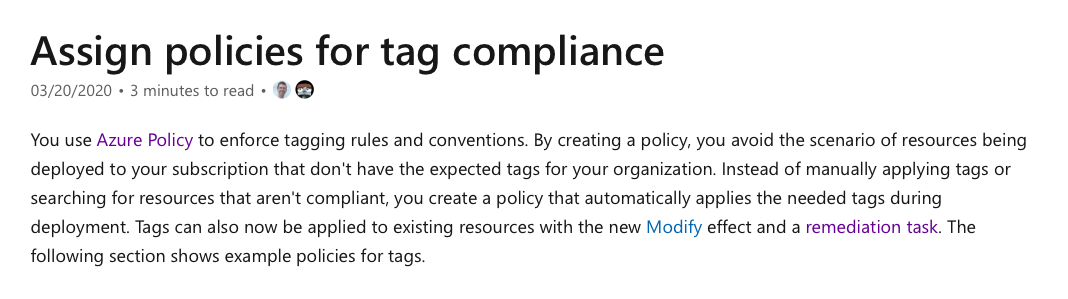 Assign policies for tag compliance
03/20/2020 • 3 minutes to read •
You use Azure Policy to enforce tagging rules and conventions. By creating a policy, you avoid the scenario of resources being
deployed to your subscription that don't have the expected tags for your organization. Instead of manually applying tags or
searching for resources that aren't compliant, you create a policy that automatically applies the needed tags during
deployment. Tags can also now be applied to existing resources with the new Modify effect and a remediation task. The
following section shows example policies for tags.